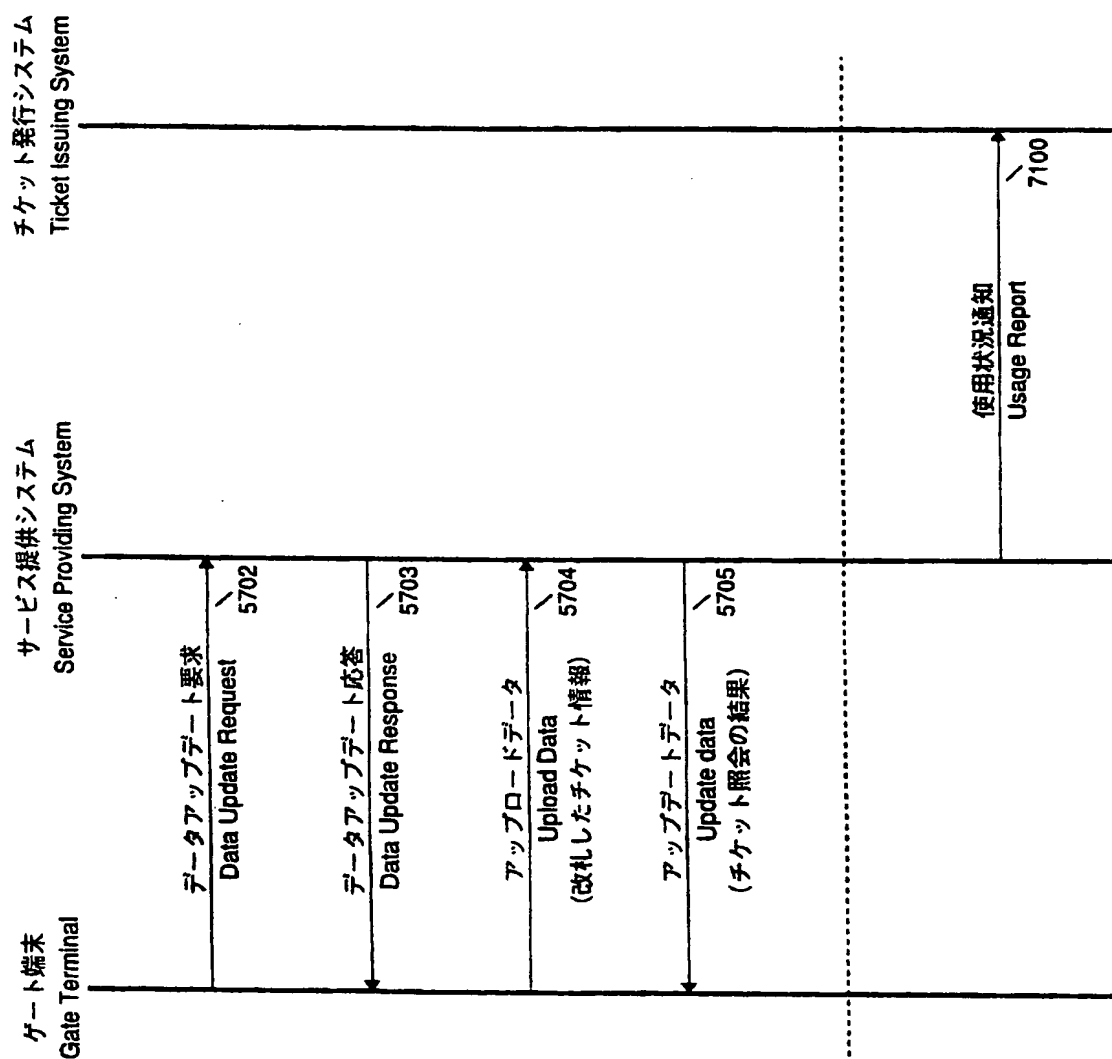 ゲート端末
Gate Terminal
サービス提供システム
Service Providing System
チケット発行システム
Ticket Issuing System
データアップデート要求
Data Update Request
5702
データアップデート応答
Data Update Response
5703
アップロードデータ
Upload Data
(改札したチケット情報)
5704
アップデートデータ
Update data
(チケット照会の結果)
5705
使用状況通知
Usage Report
7100